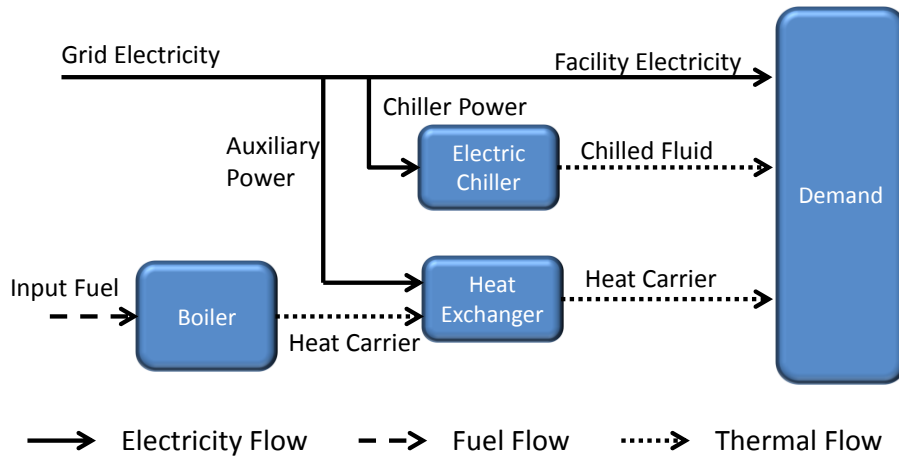 Grid Electricity
Facility Electricity
Chiller Power
Auxiliary
Power
Electric
Chiller
Chilled Fluid
Demand
Input Fuel
Boiler
Heat Carrier
Heat
Exchanger
Heat Carrier
Electricity Flow
Fuel Flow
Thermal Flow